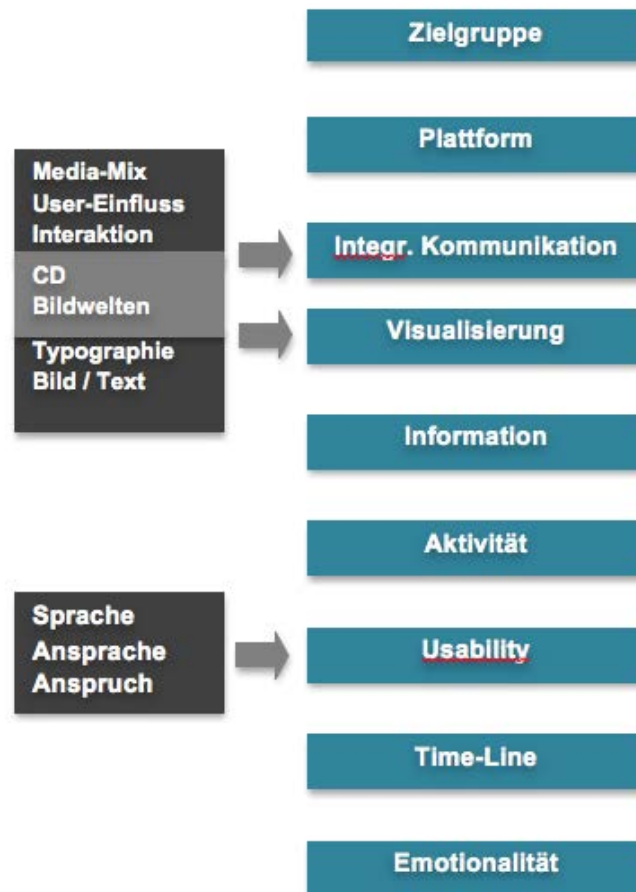 Zielgruppe
Plattform
Media-Mix
User-Einfluss
Interaktion
CD
Bildwelten
Typographie
Bild / Text
Integr. Kommunikation
Visualisierung
Information
Aktivität
Sprache
Ansprache
Anspruch
Usability
Time-Line
Emotionalität